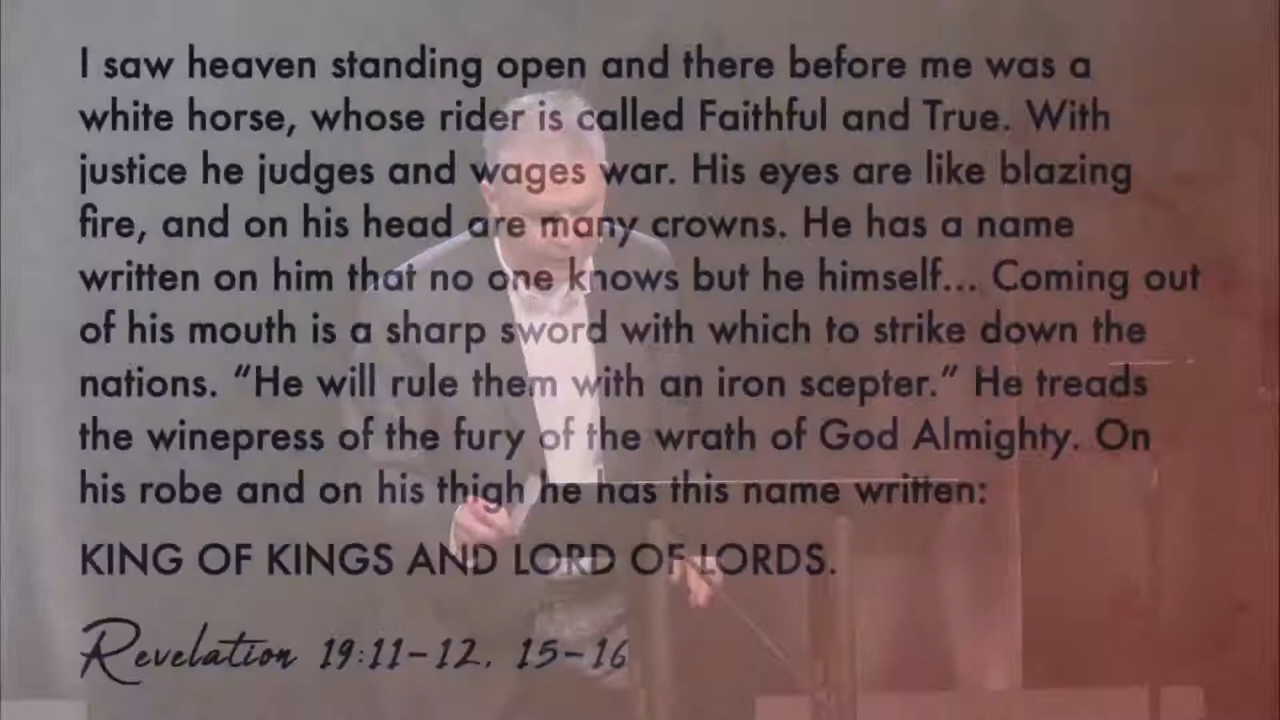 I saw heaven standing open and there before me was a
white horse, whose rider is called Faithful and True. With
justice he judges and wages war. His eyes are like blazing
fire, and on his head are many crowns. He has a name
written on him that no one knows but he himself... Coming out
of his mouth is a sharp sword with which to strike down the
nations. “He will rule them with an iron scepter.” He treads
the winepress of the fury of the wrath of God Almighty. On
his robe and on his thigh he has this name written:
KING OF KINGS AND LORD OF LORDS.
Revelation 19:11-12, 15-16